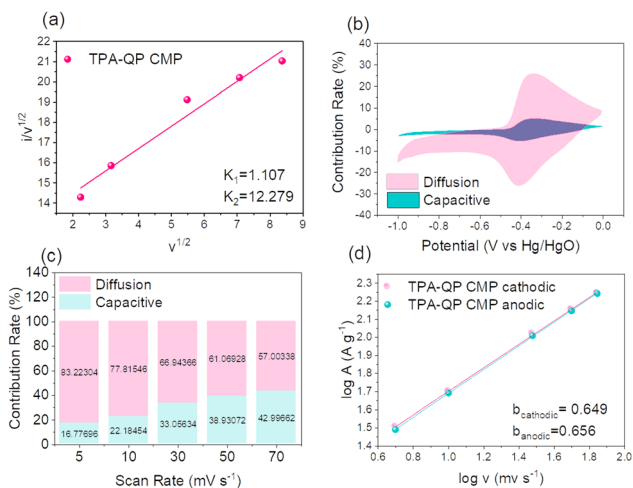 (a)
TPA-QP CMP
i/v1/2
21
20
19
18
17
16
15
14
K1=1.107
K2=12.279
2 3 4 5 6 7 8 9
v1/2
(b)
Contribution Rate (%)
40
30
20
10
0
-10
-20
-30
-40
Diffusion
Capacitive
-1.0 -0.8 -0.6 -0.4 -0.2 0.0
Potential (V vs Hg/HgO)
(c)
Contribution Rate (%)
140
120
100
80
60
40
20
0
Diffusion
Capacitive
83.22304 77.81546 66.94366 61.06928 57.00338
16.77696 22.18454 33.05634 38.93072 42.99662
5 10 30 50 70
Scan Rate (mV s-1)
(d)
log A (A g-1)
2.3
2.2
2.1
2.0
1.9
1.8
1.7
1.6
1.5
1.4
TPA-QP CMP cathodic
TPA-QP CMP anodic
bcathodic = 0.649
banodic = 0.656
0.6 0.8 1.0 1.2 1.4 1.6 1.8 2.0
log v (mv s-1)